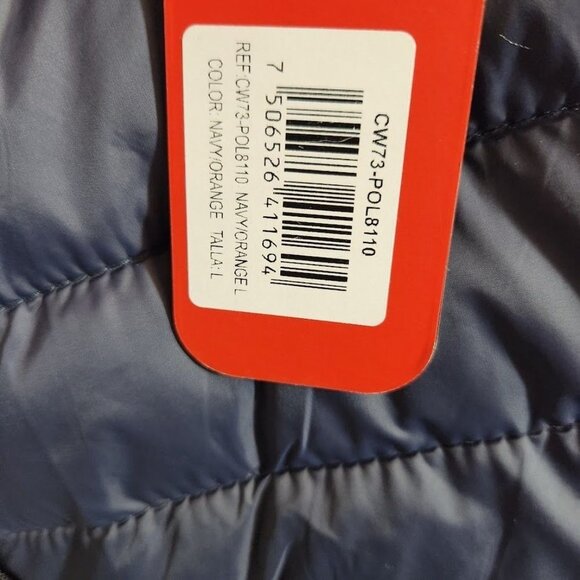 CW73-POL8110
7 506526 411694
REF:CW73-POL8110 NAVY/ORANGE L
COLOR: NAVY/ORANGE TALLA: L